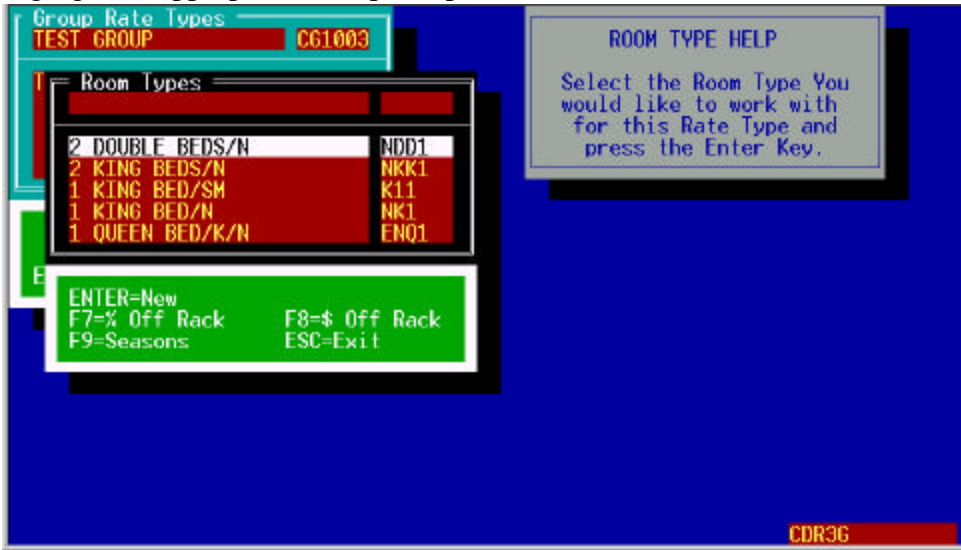 Group Rate Types
TEST GROUP CG1003
T
Room Types
2 DOUBLE BEDS/N NDD1
2 KING BEDS/N NKK1
1 KING BED/SM K11
1 KING BED/N NK1
1 QUEEN BED/K/N ENQ1
E
ENTER=New
F7=% Off Rack F8=$ Off Rack
F9=Seasons ESC=Exit
ROOM TYPE HELP
Select the Room Type You
would like to work with
for this Rate Type and
press the Enter Key.
CDR3G